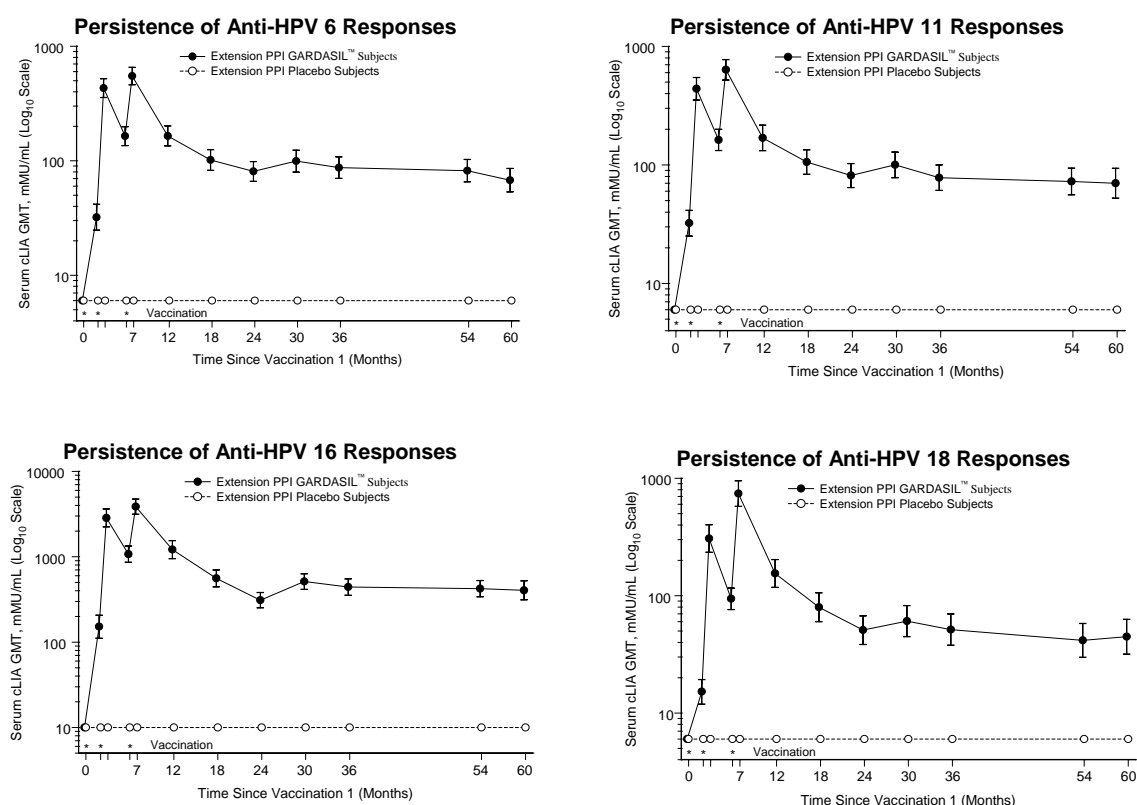 Persistence of Anti-HPV 6 Responses
Extension PPI GARDASIL™ Subjects
Extension PPI Placebo Subjects
Serum cLIA GMT, mMU/mL (Log10 Scale)
1000
100
10
* * * Vaccination
0 7 12 18 24 30 36 54 60
Time Since Vaccination 1 (Months)
Persistence of Anti-HPV 11 Responses
Extension PPI GARDASIL™ Subjects
Extension PPI Placebo Subjects
Serum cLIA GMT, mMU/mL (Log10 Scale)
1000
100
10
* * * Vaccination
0 7 12 18 24 30 36 54 60
Time Since Vaccination 1 (Months)
Persistence of Anti-HPV 16 Responses
Extension PPI GARDASIL™ Subjects
Extension PPI Placebo Subjects
Serum cLIA GMT, mMU/mL (Log10 Scale)
10000
1000
100
10
* * * Vaccination
0 7 12 18 24 30 36 54 60
Time Since Vaccination 1 (Months)
Persistence of Anti-HPV 18 Responses
Extension PPI GARDASIL™ Subjects
Extension PPI Placebo Subjects
Serum cLIA GMT, mMU/mL (Log10 Scale)
1000
100
10
* * * Vaccination
0 7 12 18 24 30 36 54 60
Time Since Vaccination 1 (Months)